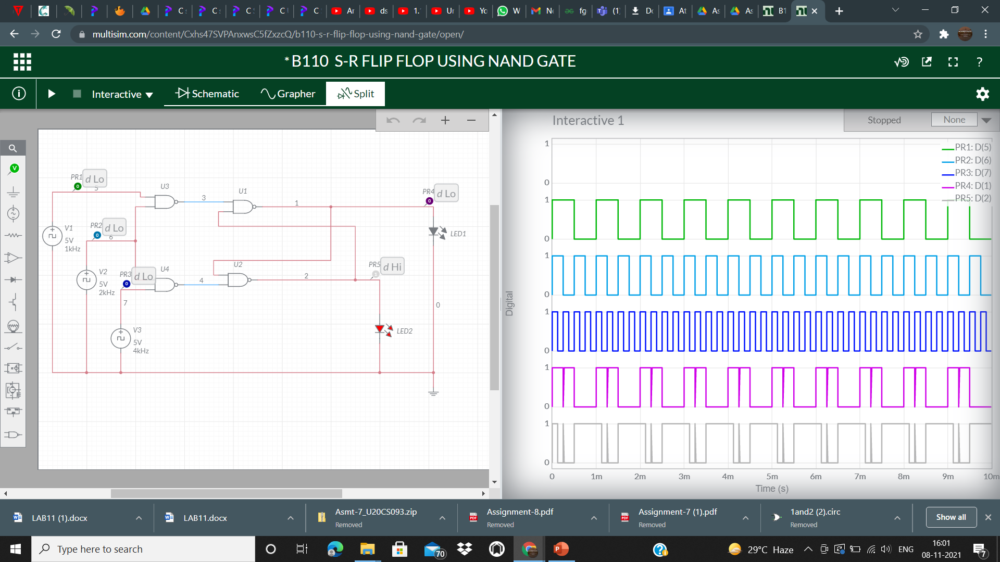 C s
C s
C s
C l
C
Ar
ds
1.
Ur
Yo
W
Ne
fg
(1
Do
At
As
As
B1
multisim.com/content/Cxhs47SVPAnxwsC5fZxzcQ/b110-s-r-flip-flop-using-nand-gate/open/
*B110 S-R FLIP FLOP USING NAND GATE
?
Interactive
Schematic
Grapher
Split
Interactive 1
Stopped
None
PR1
d Lo
5
U3
3
U1
1
PR4
d Lo
PR2
d Lo
6
V1
5V
1kHz
LED1
PR3
d Lo
U4
4
U2
2
PR5
d Hi
V2
5V
2kHz
7
0
V3
5V
4kHz
LED2
Digital
PR1: D(5)
PR2: D(6)
PR3: D(7)
PR4: D(1)
PR5: D(2)
1
0
1
0
1
0
1
0
1
0
1
0
0
1m
2m
3m
4m
5m
6m
7m
8m
9m
10m
Time (s)
LAB11 (1).docx
LAB11.docx
Asmt-7_U20CS093.zip
Removed
Assignment-8.pdf
Removed
Assignment-7 (1).pdf
Removed
1and2 (2).circ
Removed
Show all
Type here to search
70
29°C Haze
ENG
16:01
08-11-2021
7